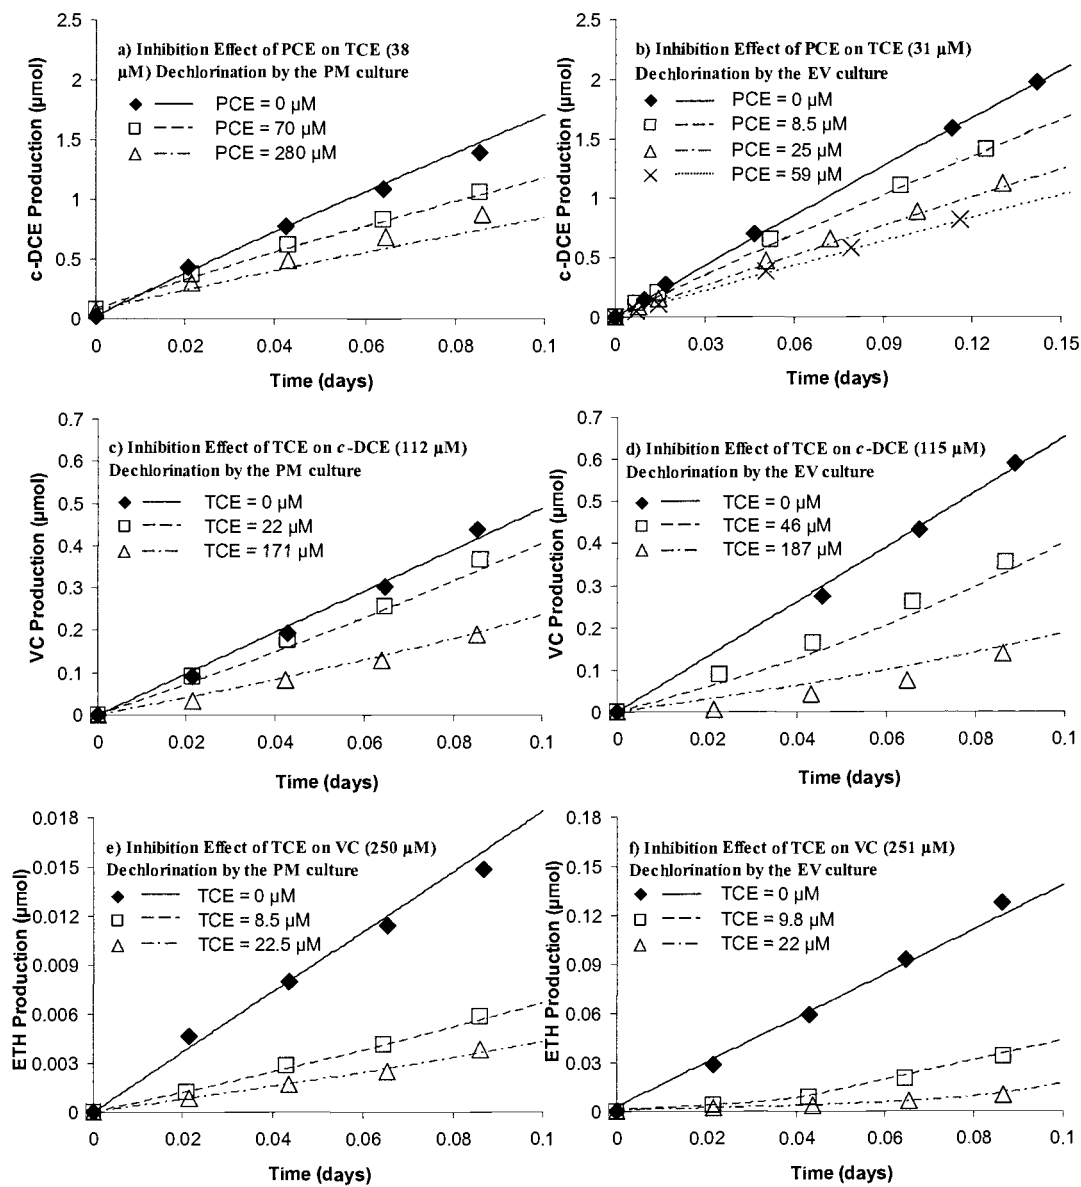 a) Inhibition Effect of PCE on TCE (38
µM) Dechlorination by the PM culture
PCE = 0 µM
PCE = 70 µM
PCE = 280 µM
c-DCE Production (µmol)
2.5
2
1.5
1
0.5
0
0 0.02 0.04 0.06 0.08 0.1
Time (days)
b) Inhibition Effect of PCE on TCE (31 µM)
Dechlorination by the EV culture
PCE = 0 µM
PCE = 8.5 µM
PCE = 25 µM
PCE = 59 µM
c-DCE Production (µmol)
2.5
2
1.5
1
0.5
0
0 0.03 0.06 0.09 0.12 0.15
Time (days)
c) Inhibition Effect of TCE on c-DCE (112 µM)
Dechlorination by the PM culture
TCE = 0 µM
TCE = 22 µM
TCE = 171 µM
VC Production (µmol)
0.7
0.6
0.5
0.4
0.3
0.2
0.1
0
0 0.02 0.04 0.06 0.08 0.1
Time (days)
d) Inhibition Effect of TCE on c-DCE (115 µM)
Dechlorination by the EV culture
TCE = 0 µM
TCE = 46 µM
TCE = 187 µM
VC Production (µmol)
0.7
0.6
0.5
0.4
0.3
0.2
0.1
0
0 0.02 0.04 0.06 0.08 0.1
Time (days)
e) Inhibition Effect of TCE on VC (250 µM)
Dechlorination by the PM culture
TCE = 0 µM
TCE = 8.5 µM
TCE = 22.5 µM
ETH Production (µmol)
0.018
0.015
0.012
0.009
0.006
0.003
0
0 0.02 0.04 0.06 0.08 0.1
Time (days)
f) Inhibition Effect of TCE on VC (251 µM)
Dechlorination by the EV culture
TCE = 0 µM
TCE = 9.8 µM
TCE = 22 µM
ETH Production (µmol)
0.18
0.15
0.12
0.09
0.06
0.03
0
0 0.02 0.04 0.06 0.08 0.1
Time (days)